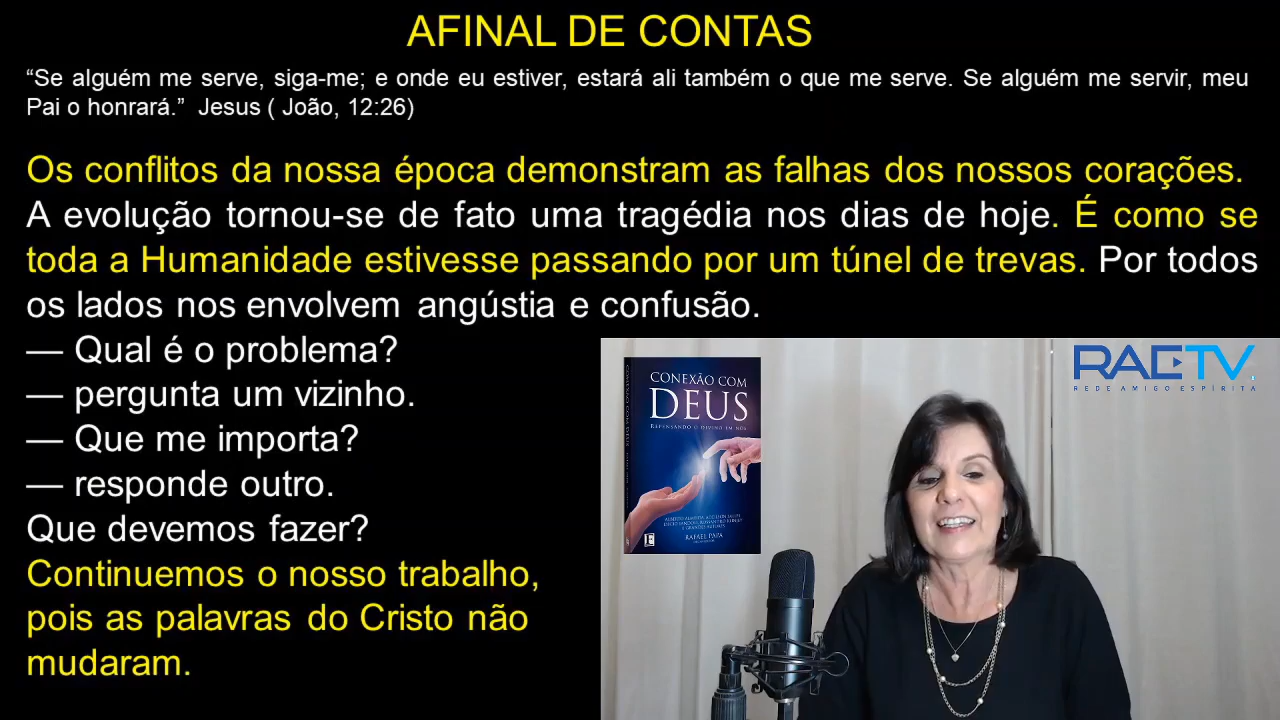 AFINAL DE CONTAS
“Se alguém me serve, siga-me; e onde eu estiver, estará ali também o que me serve. Se alguém me servir, meu
Pai o honrará.” Jesus ( João, 12:26)
Os conflitos da nossa época demonstram as falhas dos nossos corações.
A evolução tornou-se de fato uma tragédia nos dias de hoje. É como se
toda a Humanidade estivesse passando por um túnel de trevas. Por todos
os lados nos envolvem angústia e confusão.
— Qual é o problema?
— pergunta um vizinho.
— Que me importa?
— responde outro.
Que devemos fazer?
Continuemos o nosso trabalho,
pois as palavras do Cristo não
mudaram.
RAETV
REDE AMIGO ESPÍRITA
CONEXÃO COM
DEUS
REPENSANDO O DIVINO EM NÓS
RAFAEL PAPA